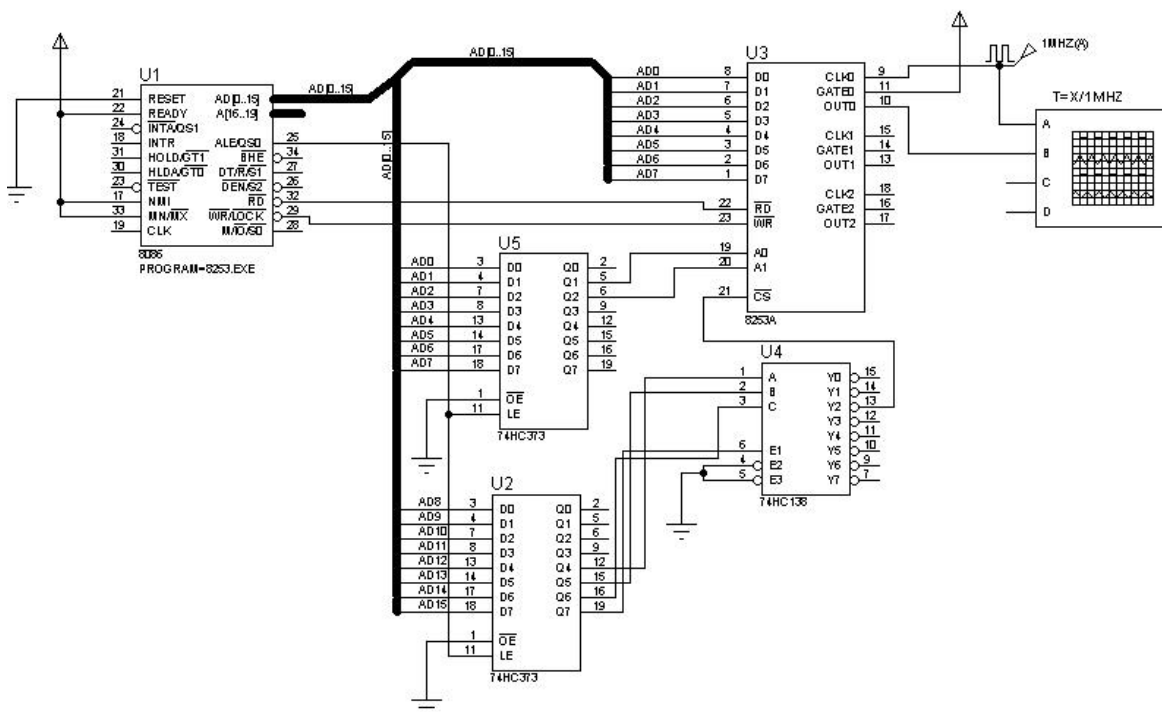 AD[0..15]
1MHZ(A)
T=X/1MHZ
A
B
C
D
U1
21 RESET AD[0..15]
22 READY A[16..19]
24 INTA/QS1
18 INTR ALE/QS0 25
31 HOLD/GT1 BHE 34
30 HLDA/GT0 DT/R/S1 27
23 TEST DEN/S2 26
17 NMI RD 32
33 MN/MX WR/LOCK 29
19 CLK M/IO/S0 28
8086
PROGRAM=8253.EXE
AD[0..15]
AD[0..15]
U3
AD0 8 D0 CLK0 9
AD1 7 D1 GATE0 11
AD2 6 D2 OUT0 10
AD3 5 D3
AD4 4 D4 CLK1 15
AD5 3 D5 GATE1 14
AD6 2 D6 OUT1 13
AD7 1 D7
CLK2 18
22 RD GATE2 16
23 WR OUT2 17
19 A0
20 A1
21 CS
8253A
U5
AD0 3 D0 Q0 2
AD1 4 D1 Q1 5
AD2 7 D2 Q2 6
AD3 8 D3 Q3 9
AD4 13 D4 Q4 12
AD5 14 D5 Q5 15
AD6 17 D6 Q6 16
AD7 18 D7 Q7 19
1 OE
11 LE
74HC373
U4
1 A Y0 15
2 B Y1 14
3 C Y2 13
Y3 12
Y4 11
6 E1 Y5 10
4 E2 Y6 9
5 E3 Y7 7
74HC138
U2
AD8 3 D0 Q0 2
AD9 4 D1 Q1 5
AD10 7 D2 Q2 6
AD11 8 D3 Q3 9
AD12 13 D4 Q4 12
AD13 14 D5 Q5 15
AD14 17 D6 Q6 16
AD15 18 D7 Q7 19
1 OE
11 LE
74HC373